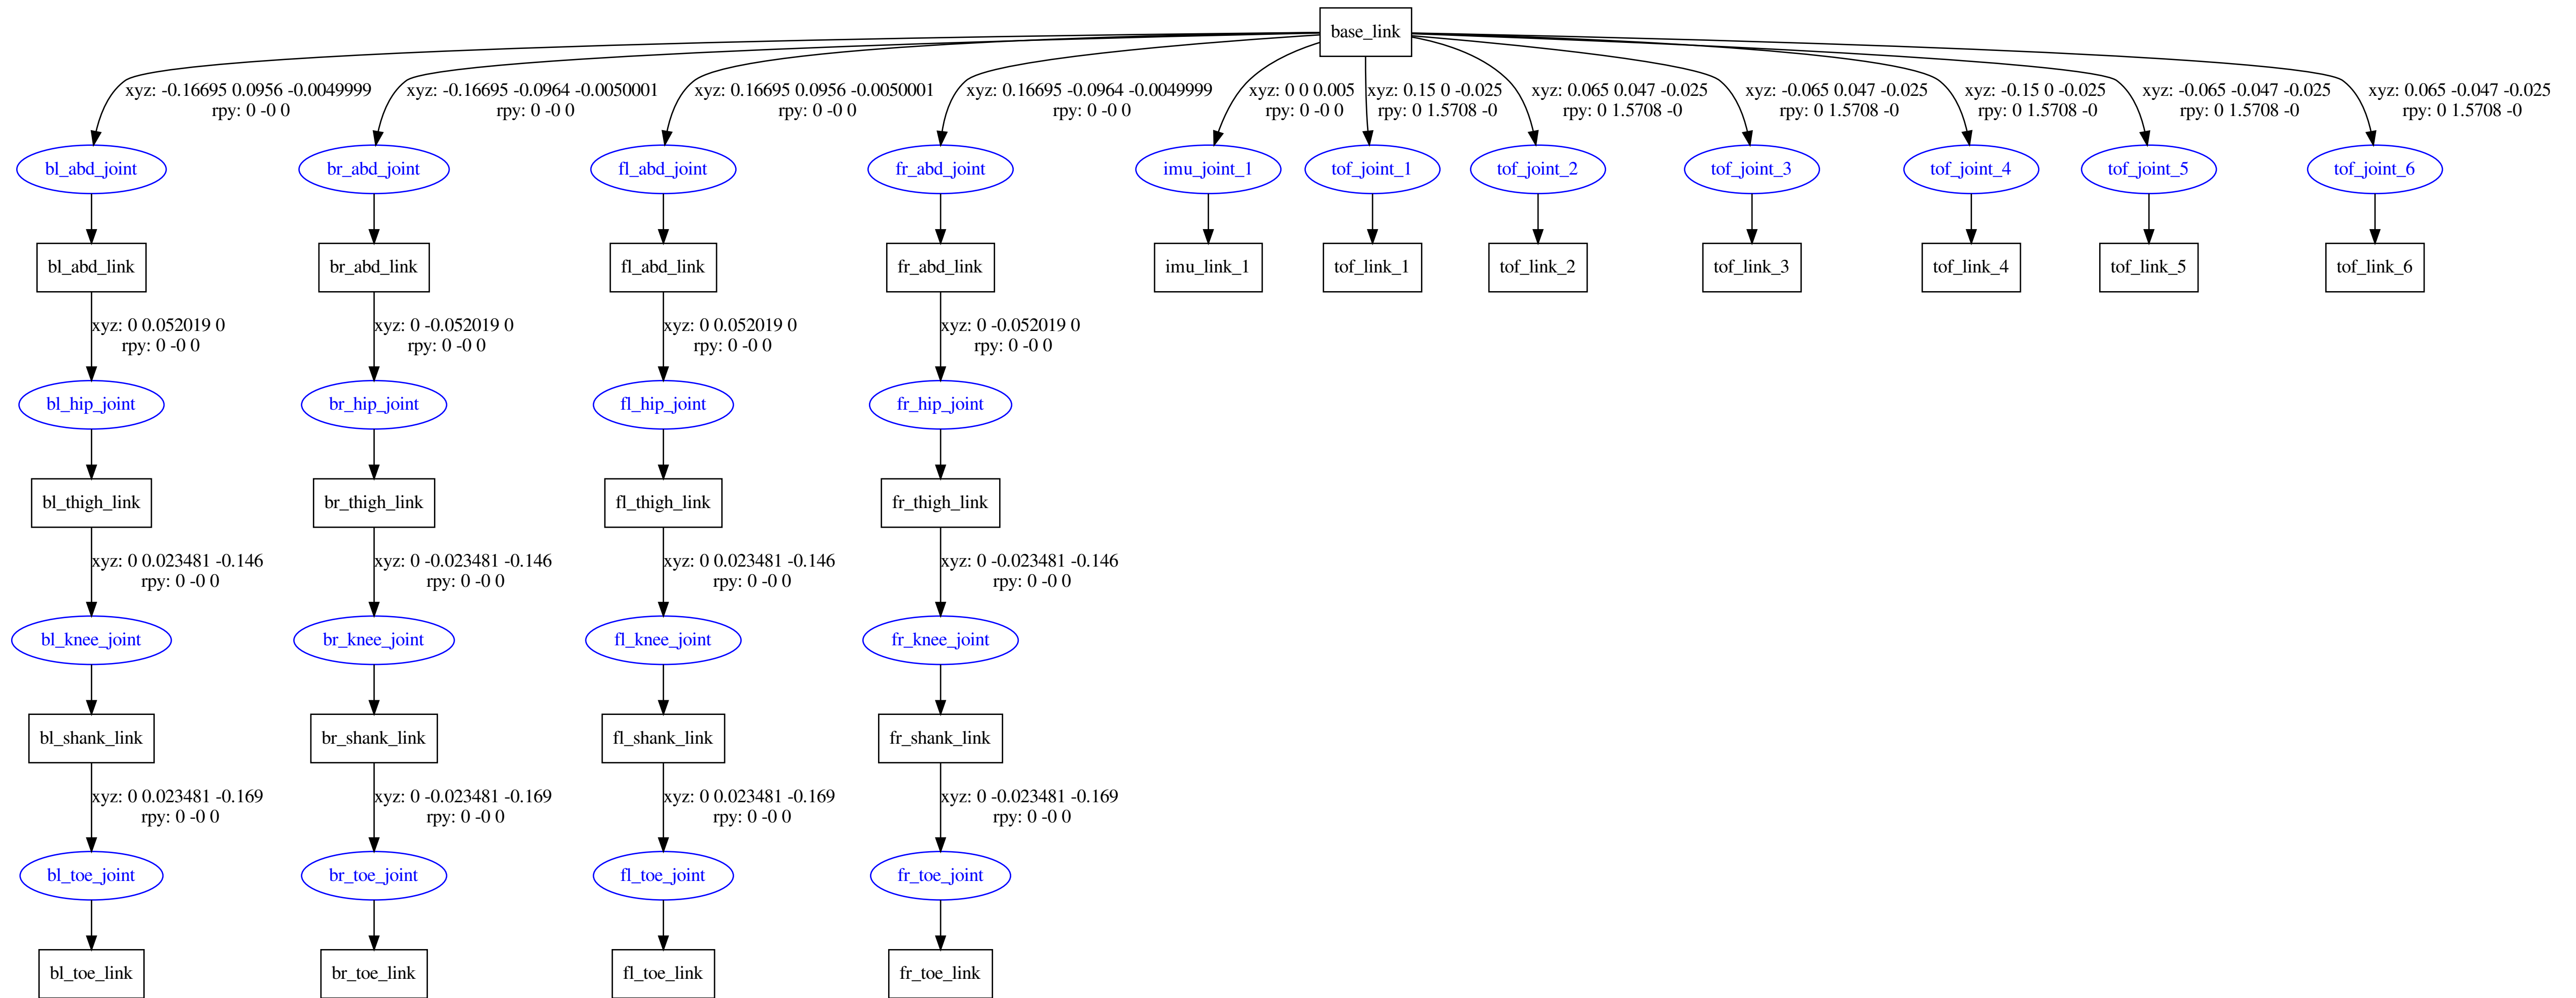 base_link
xyz: -0.16695 0.0956 -0.0049999
rpy: 0 -0 0
xyz: -0.16695 -0.0964 -0.0050001
rpy: 0 -0 0
xyz: 0.16695 0.0956 -0.0050001
rpy: 0 -0 0
xyz: 0.16695 -0.0964 -0.0049999
rpy: 0 -0 0
xyz: 0 0 0.005
rpy: 0 -0 0
xyz: 0.15 0 -0.025
rpy: 0 1.5708 -0
xyz: 0.065 0.047 -0.025
rpy: 0 1.5708 -0
xyz: -0.065 0.047 -0.025
rpy: 0 1.5708 -0
xyz: -0.15 0 -0.025
rpy: 0 1.5708 -0
xyz: -0.065 -0.047 -0.025
rpy: 0 1.5708 -0
xyz: 0.065 -0.047 -0.025
rpy: 0 1.5708 -0
bl_abd_joint
br_abd_joint
fl_abd_joint
fr_abd_joint
imu_joint_1
tof_joint_1
tof_joint_2
tof_joint_3
tof_joint_4
tof_joint_5
tof_joint_6
bl_abd_link
br_abd_link
fl_abd_link
fr_abd_link
imu_link_1
tof_link_1
tof_link_2
tof_link_3
tof_link_4
tof_link_5
tof_link_6
xyz: 0 0.052019 0
rpy: 0 -0 0
xyz: 0 -0.052019 0
rpy: 0 -0 0
xyz: 0 0.052019 0
rpy: 0 -0 0
xyz: 0 -0.052019 0
rpy: 0 -0 0
bl_hip_joint
br_hip_joint
fl_hip_joint
fr_hip_joint
bl_thigh_link
br_thigh_link
fl_thigh_link
fr_thigh_link
xyz: 0 0.023481 -0.146
rpy: 0 -0 0
xyz: 0 -0.023481 -0.146
rpy: 0 -0 0
xyz: 0 0.023481 -0.146
rpy: 0 -0 0
xyz: 0 -0.023481 -0.146
rpy: 0 -0 0
bl_knee_joint
br_knee_joint
fl_knee_joint
fr_knee_joint
bl_shank_link
br_shank_link
fl_shank_link
fr_shank_link
xyz: 0 0.023481 -0.169
rpy: 0 -0 0
xyz: 0 -0.023481 -0.169
rpy: 0 -0 0
xyz: 0 0.023481 -0.169
rpy: 0 -0 0
xyz: 0 -0.023481 -0.169
rpy: 0 -0 0
bl_toe_joint
br_toe_joint
fl_toe_joint
fr_toe_joint
bl_toe_link
br_toe_link
fl_toe_link
fr_toe_link